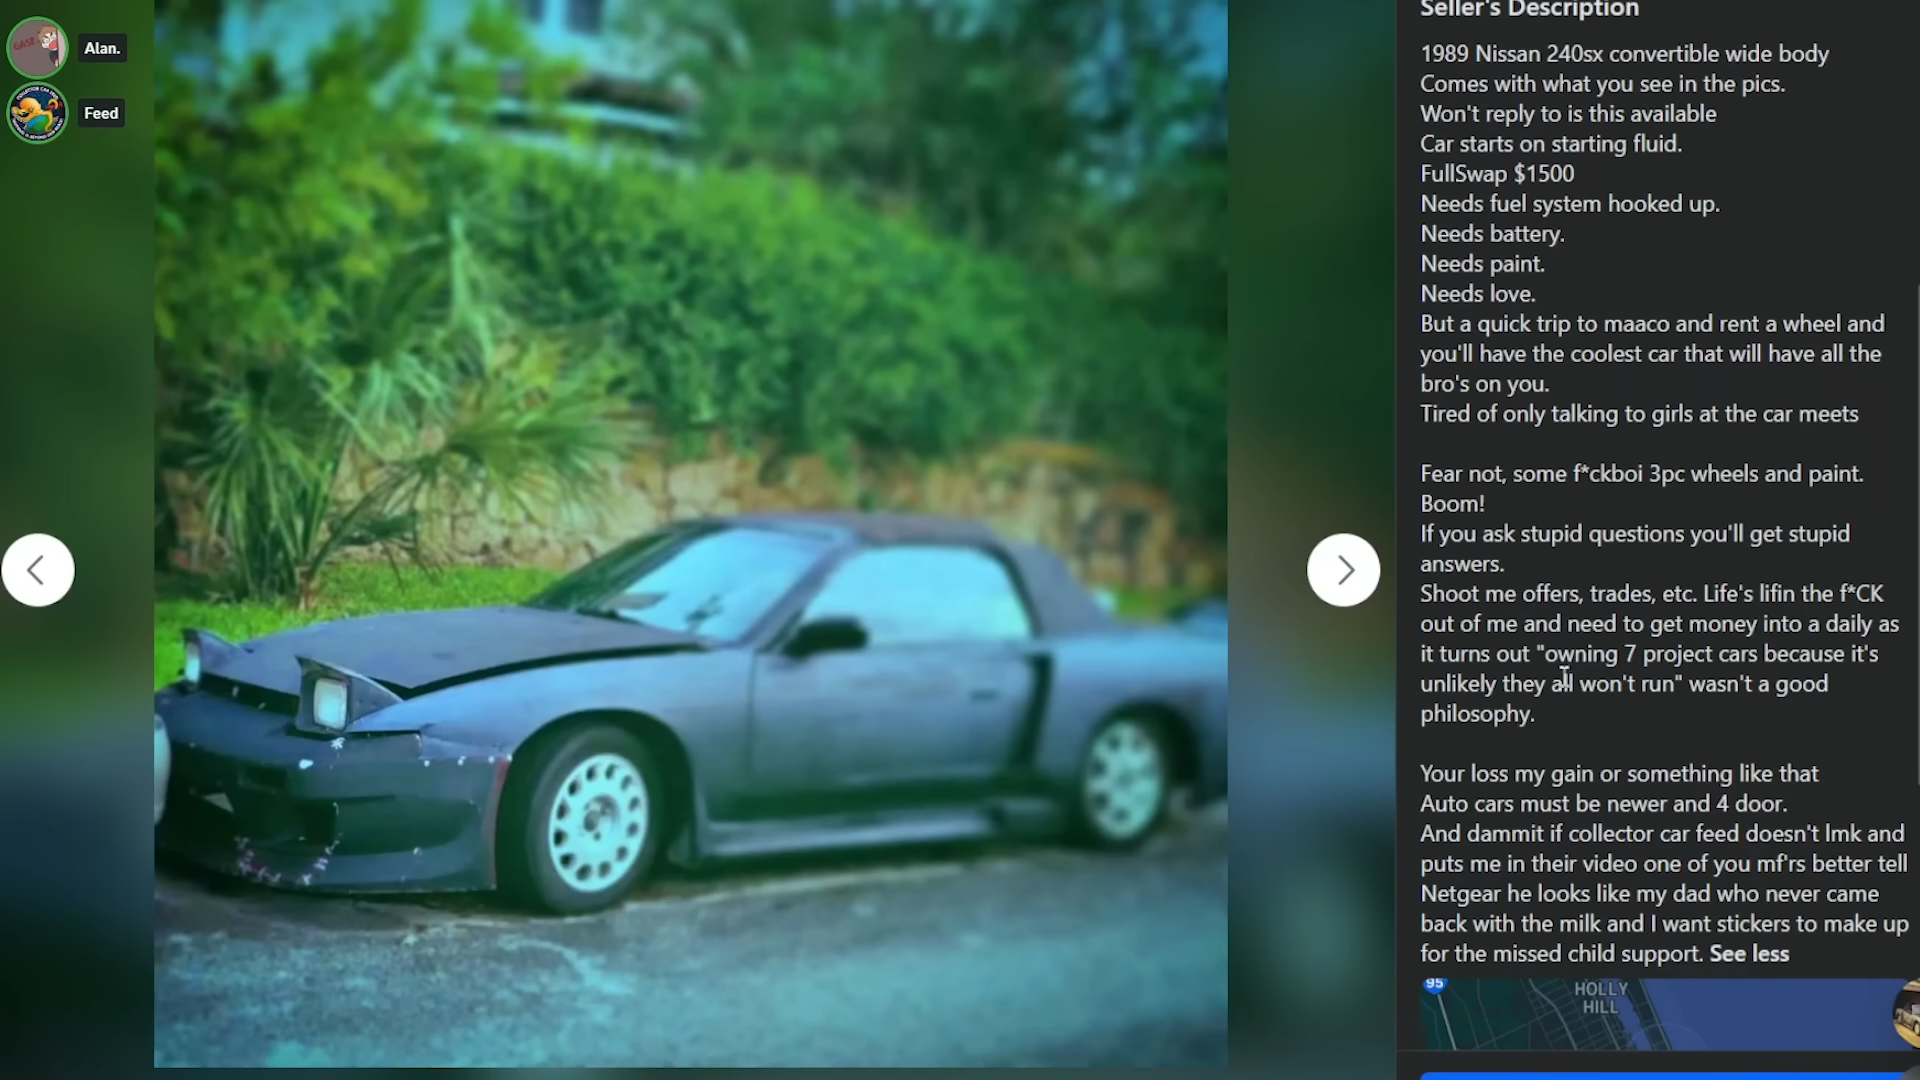 Alan.
Feed
Seller's Description
1989 Nissan 240sx convertible wide body
Comes with what you see in the pics.
Won't reply to is this available
Car starts on starting fluid.
FullSwap $1500
Needs fuel system hooked up.
Needs battery.
Needs paint.
Needs love.
But a quick trip to maaco and rent a wheel and
you'll have the coolest car that will have all the
bro's on you.
Tired of only talking to girls at the car meets
Fear not, some f*ckboi 3pc wheels and paint.
Boom!
If you ask stupid questions you'll get stupid
answers.
Shoot me offers, trades, etc. Life's lifin the f*CK
out of me and need to get money into a daily as
it turns out "owning 7 project cars because it's
unlikely they all won't run" wasn't a good
philosophy.
Your loss my gain or something like that
Auto cars must be newer and 4 door.
And dammit if collector car feed doesn't lmk and
puts me in their video one of you mf'rs better tell
Netgear he looks like my dad who never came
back with the milk and I want stickers to make up
for the missed child support. See less
95
HOLLY
HILL